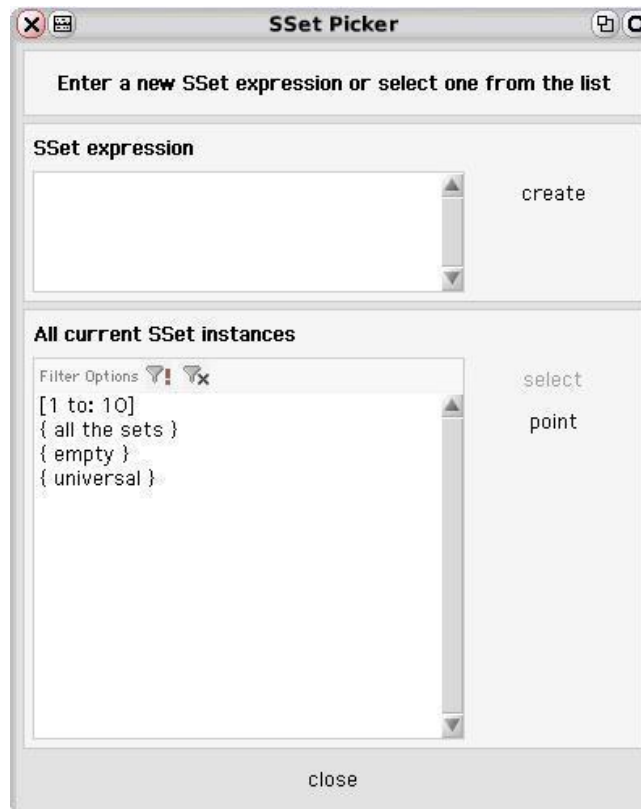 SSet Picker
Enter a new SSet expression or select one from the list
SSet expression
create
All current SSet instances
Filter Options
select
[1 to: 10]
point
{ all the sets }
{ empty }
{ universal }
close